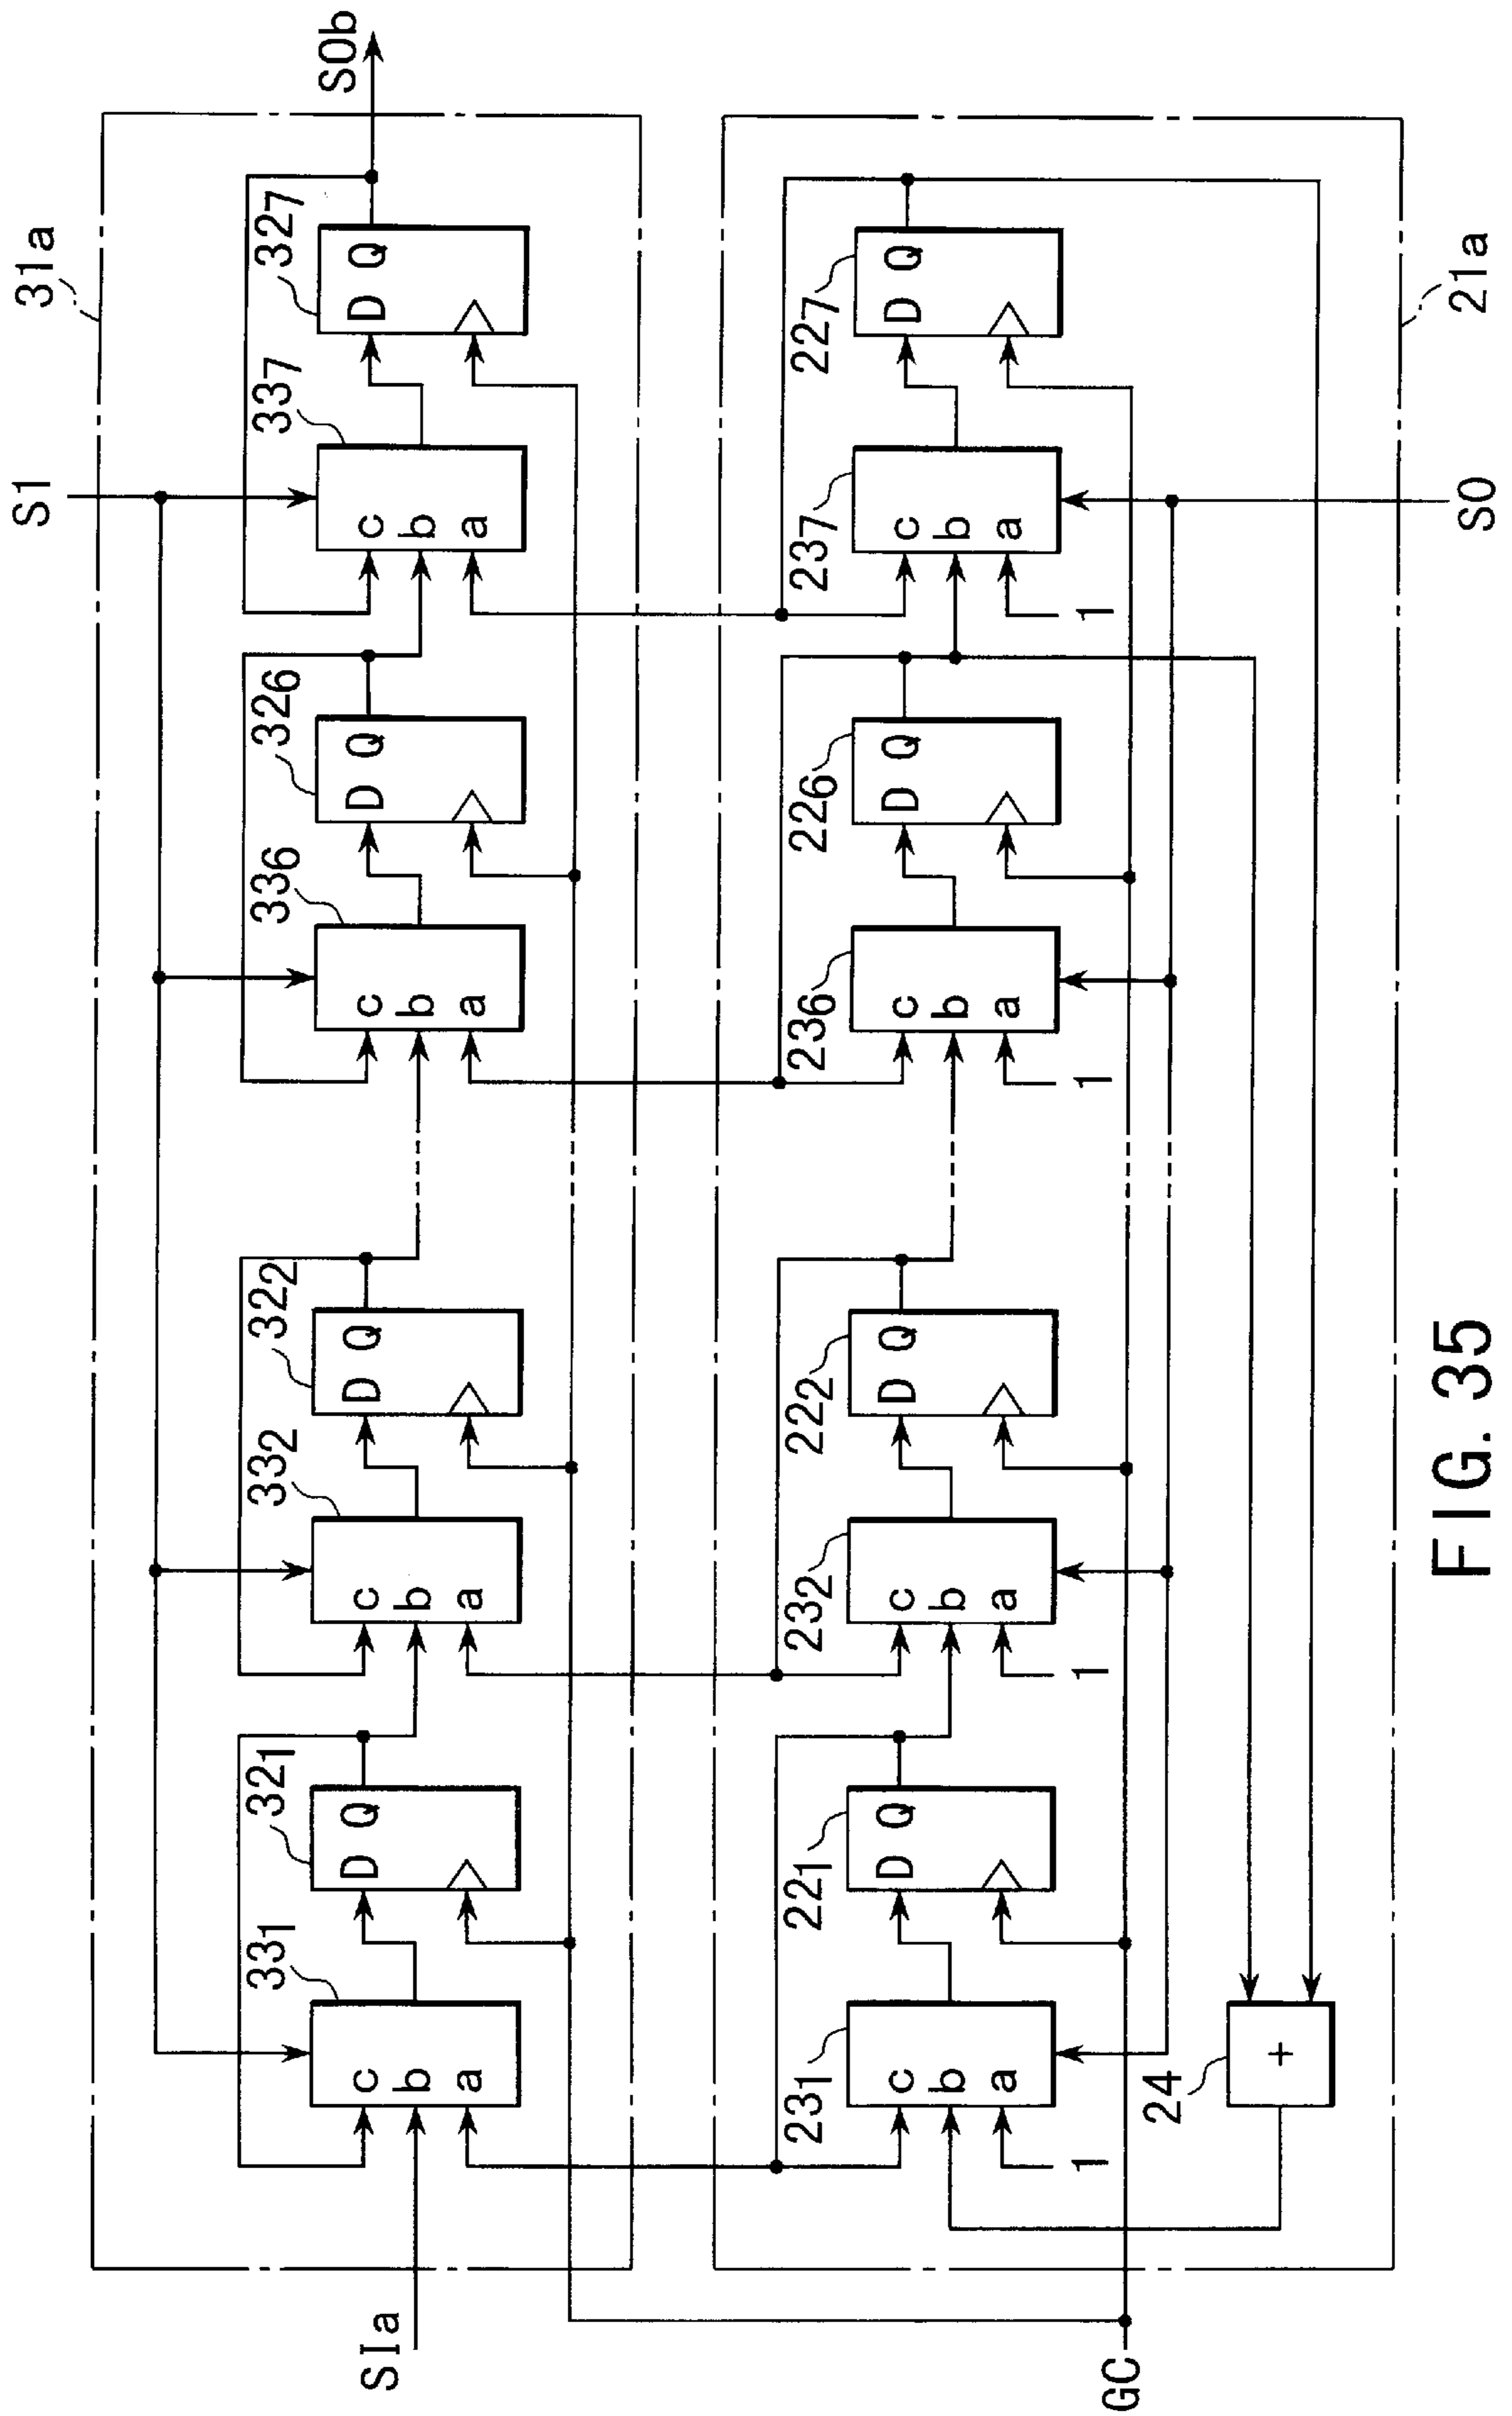 31a
S1
SOb
33₁
32₁
33₂
32₂
33₆
32₆
33₇
32₇
c b a
D Q
c b a
D Q
c b a
D Q
c b a
D Q
SIa
23₁
22₁
23₂
22₂
23₆
22₆
23₇
22₇
c b a
D Q
c b a
D Q
c b a
D Q
c b a
D Q
1
1
1
1
GC
24
+
S0
21a
FIG. 35